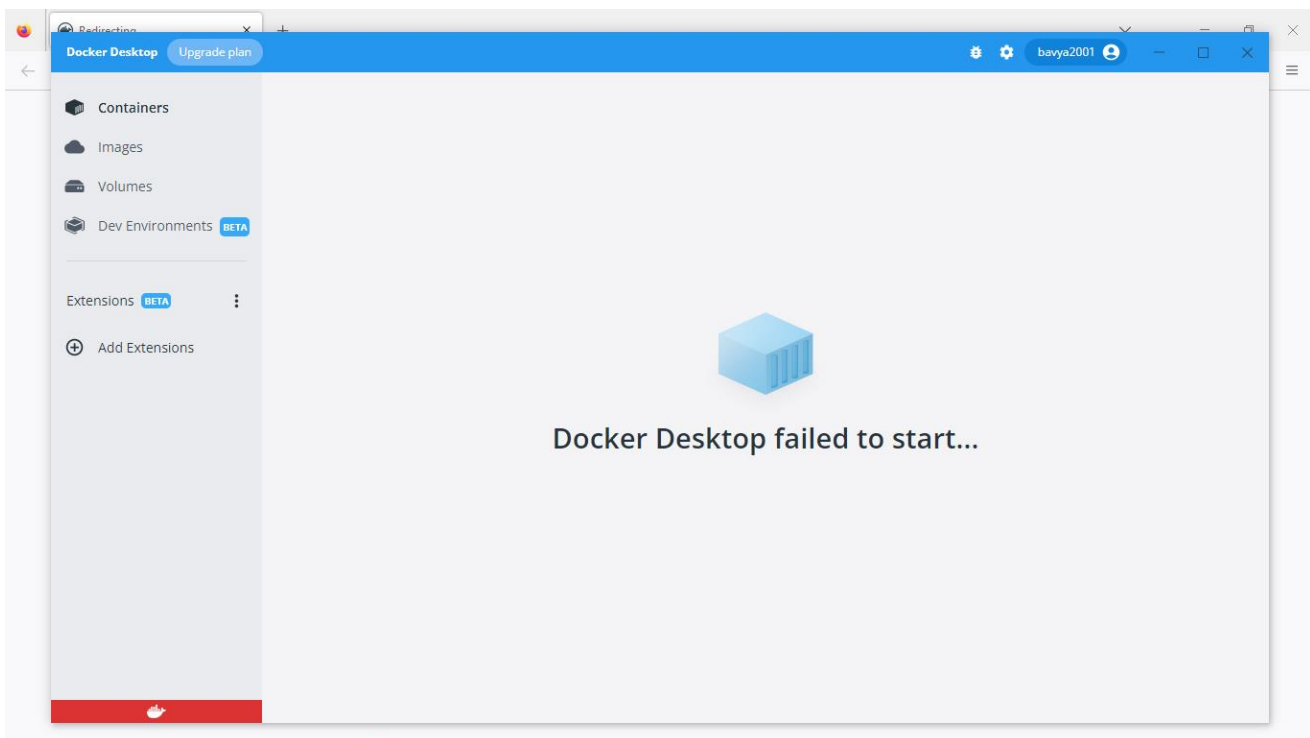 Redirecting
Docker Desktop Upgrade plan bavya2001
Containers
Images
Volumes
Dev Environments BETA
Extensions BETA
Add Extensions
Docker Desktop failed to start...